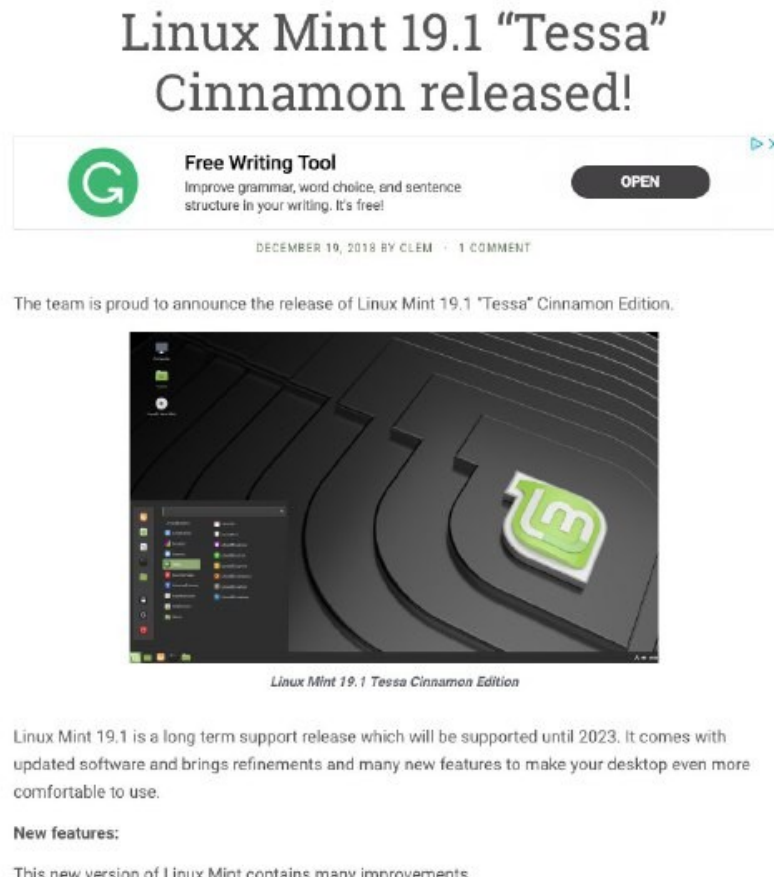 Linux Mint 19.1 “Tessa”
Cinnamon released!
Free Writing Tool
Improve grammar, word choice, and sentence
structure in your writing. It's free!
OPEN
DECEMBER 19, 2018 BY CLEM · 1 COMMENT
The team is proud to announce the release of Linux Mint 19.1 “Tessa” Cinnamon Edition.
lm
Linux Mint 19.1 Tessa Cinnamon Edition
Linux Mint 19.1 is a long term support release which will be supported until 2023. It comes with
updated software and brings refinements and many new features to make your desktop even more
comfortable to use.
New features:
This new version of Linux Mint contains many improvements.